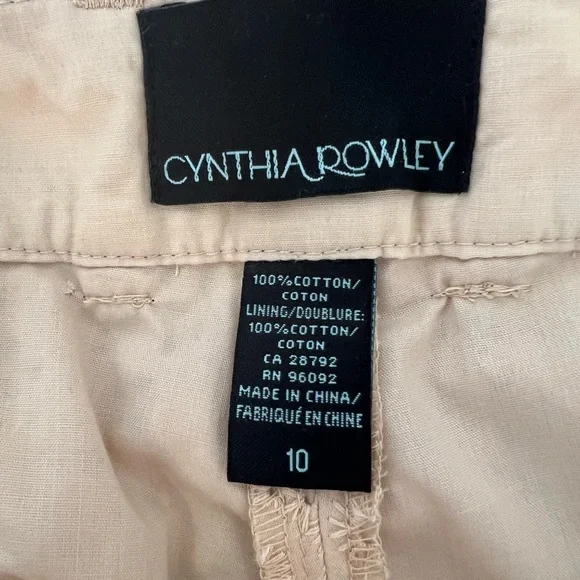 CYNTHIA ROWLEY
100%COTTON/
COTON
LINING/DOUBLURE:
100%COTTON/
COTON
CA 28792
RN 96092
MADE IN CHINA/
FABRIQUÉ EN CHINE
10